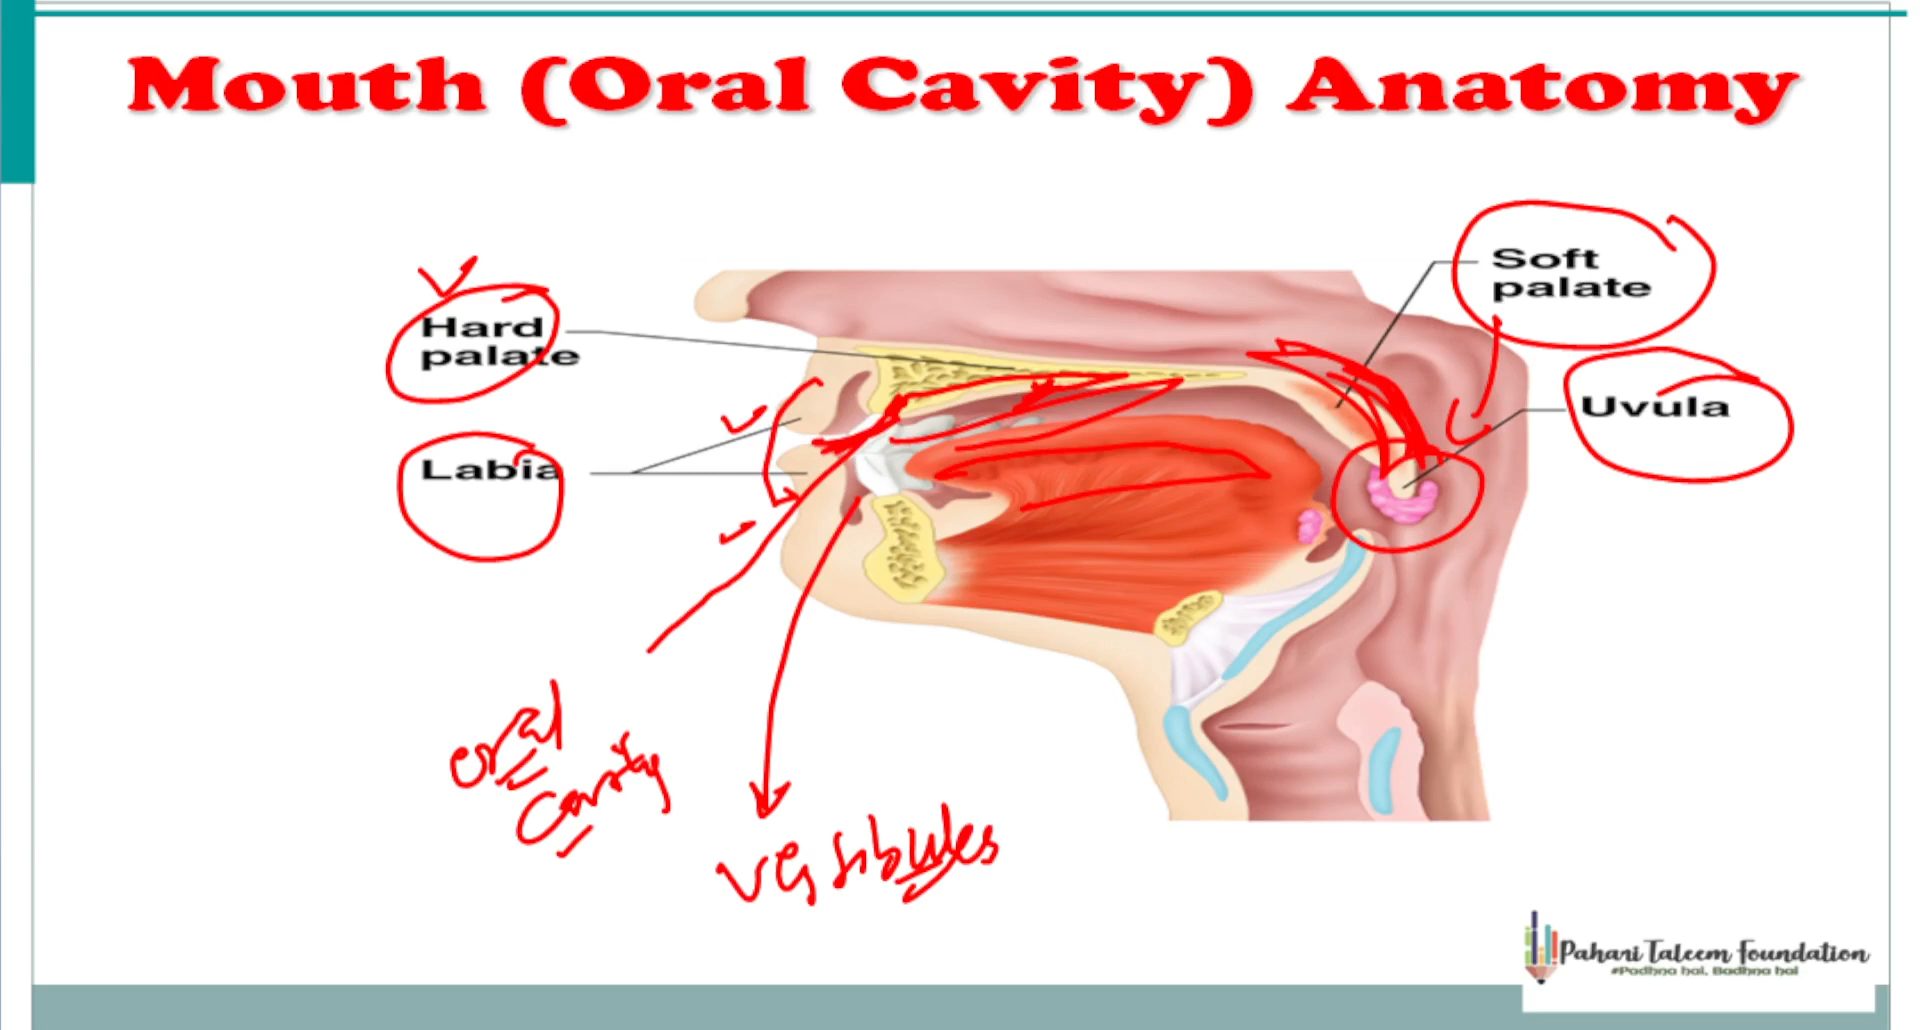 Mouth (Oral Cavity) Anatomy
Soft
palate
Hard
palate
Uvula
Labia
oral
cavity
Vestibules
Pahari Taleem Foundation
#Padhna hai, Badhna hai